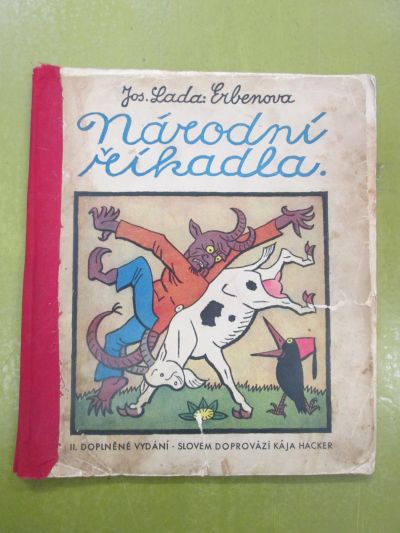 Jos. Lada: Erbenova
Národní
říkadla.
II. DOPLNĚNÉ VYDÁNÍ - SLOVEM DOPROVÁZÍ KÁJA HACKER